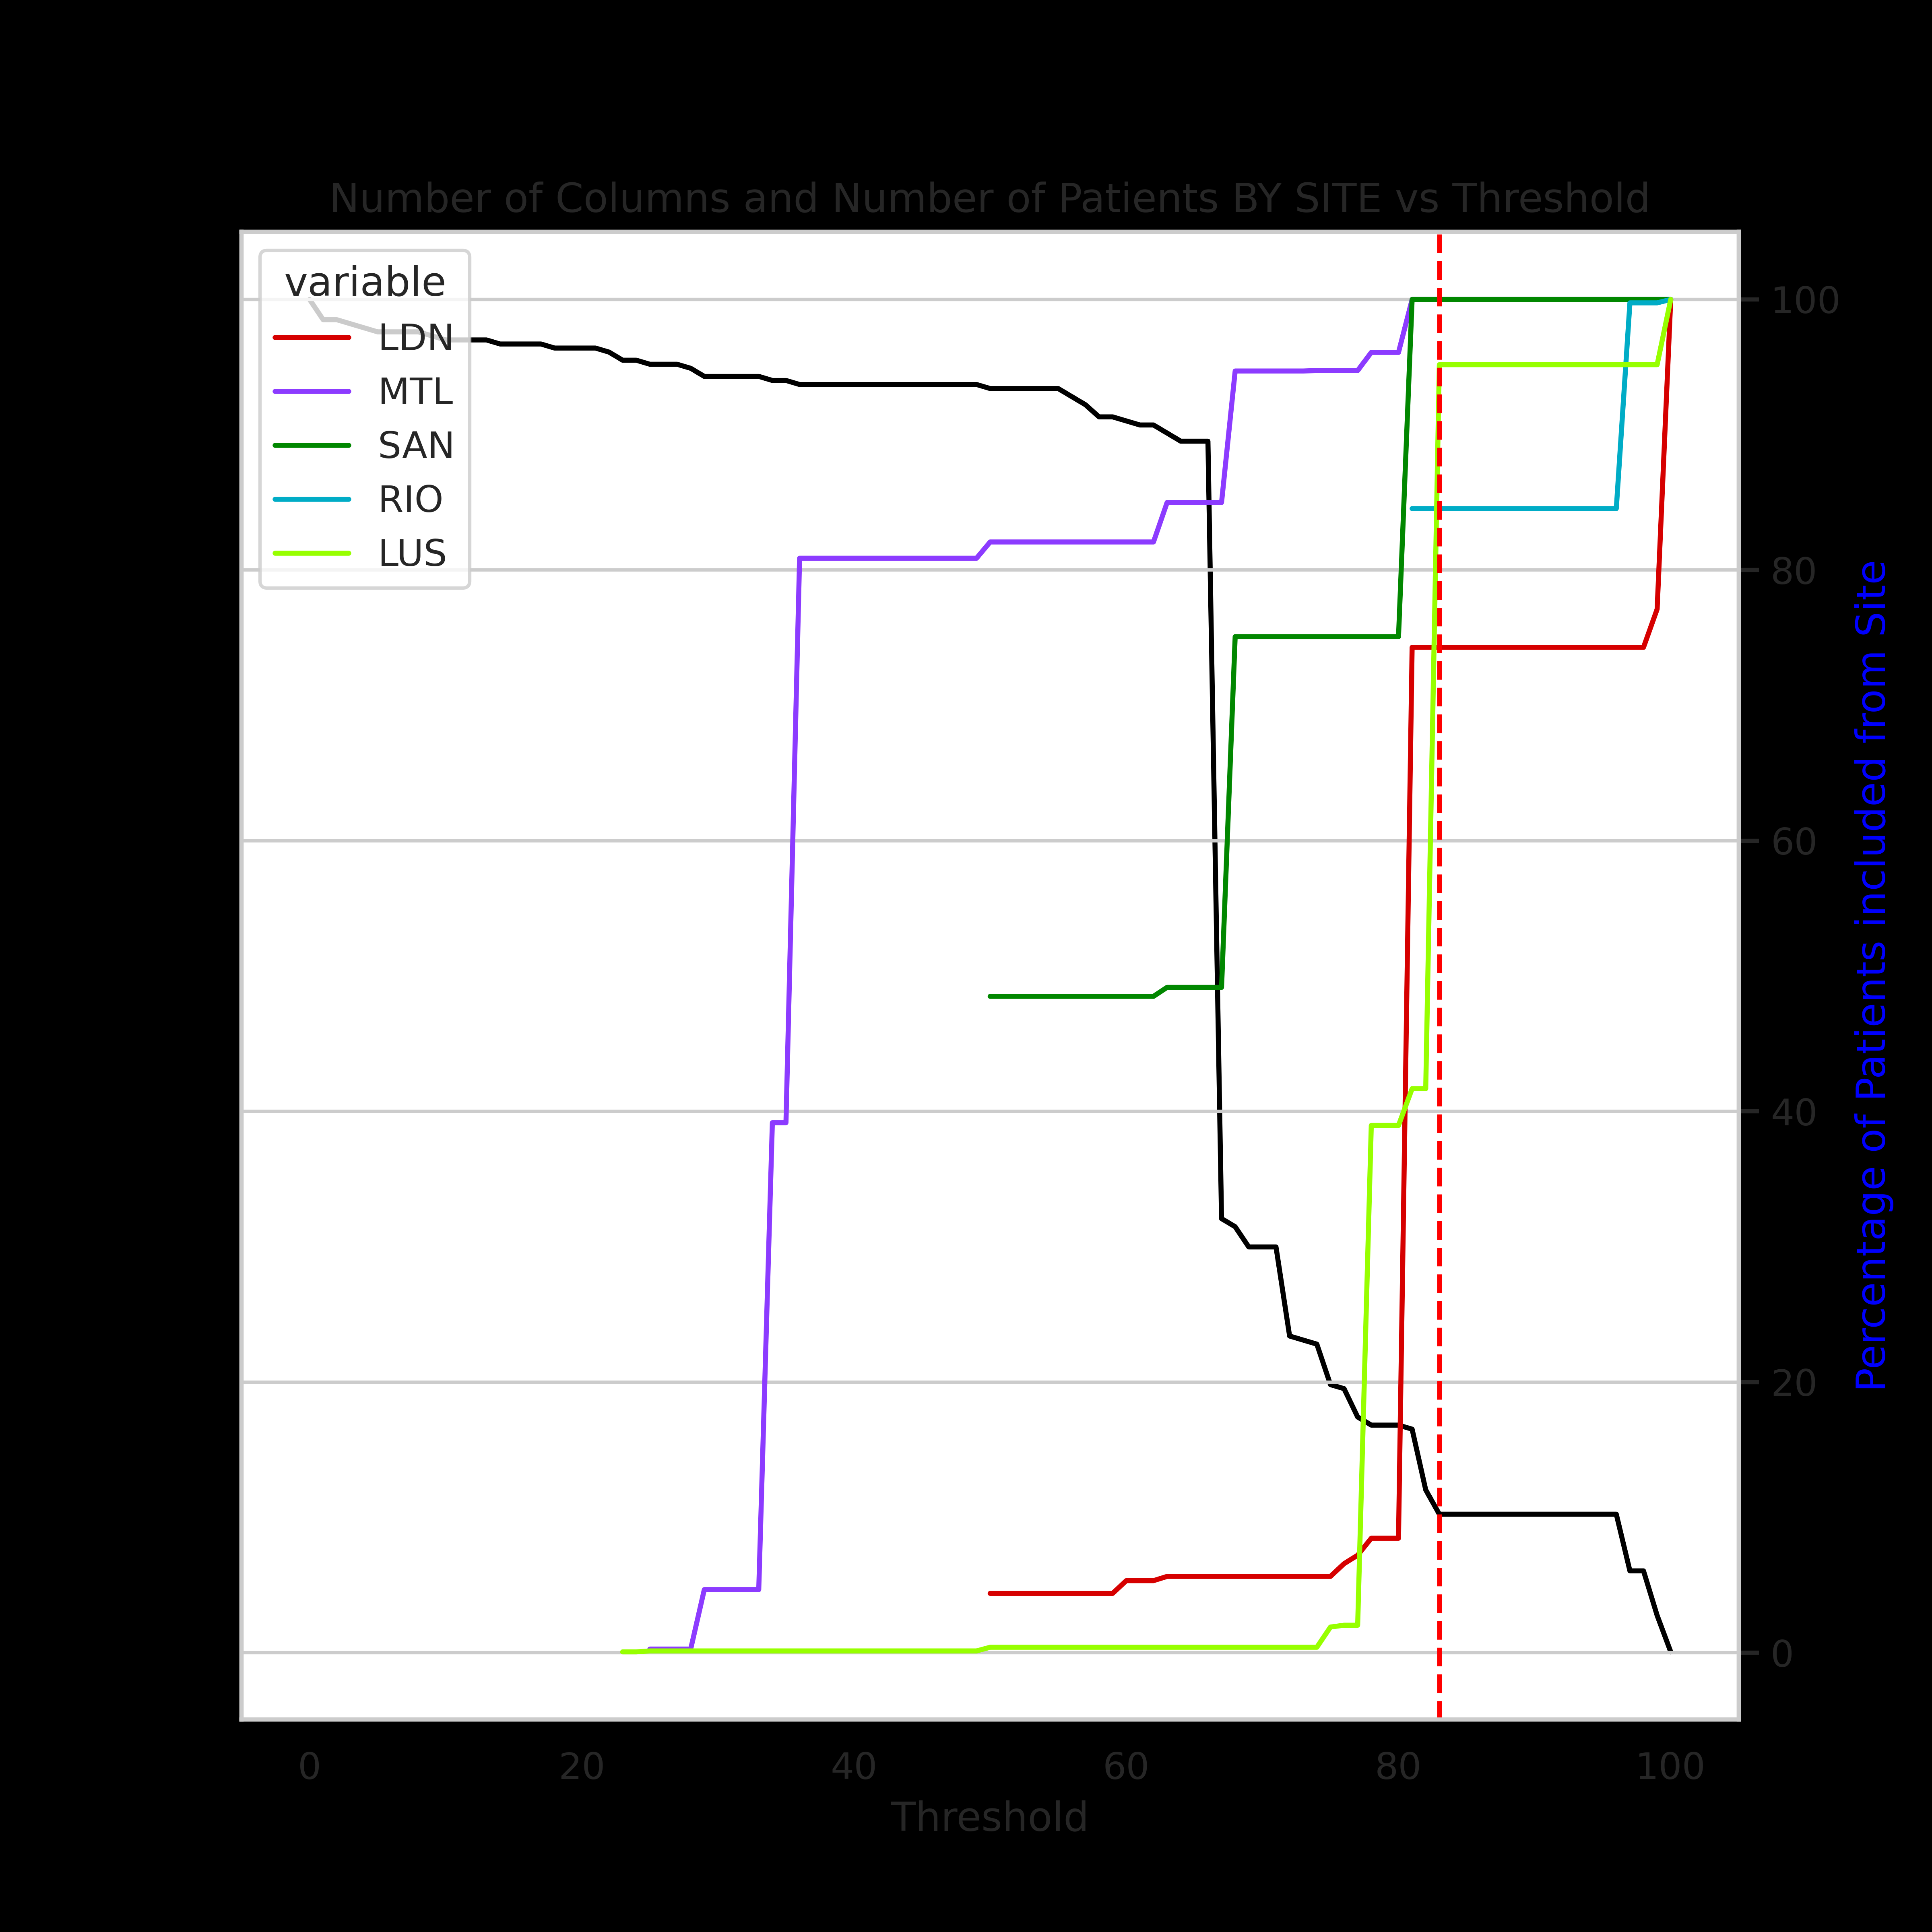 Number of Columns and Number of Patients BY SITE vs Threshold
variable
LDN
MTL
SAN
RIO
LUS
100
80
60
40
20
0
Percentage of Patients included from Site
0 20 40 60 80 100
Threshold